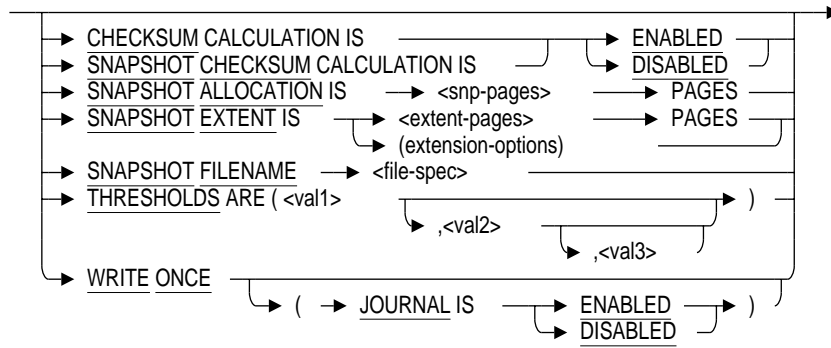 CHECKSUM CALCULATION IS ENABLED
SNAPSHOT CHECKSUM CALCULATION IS DISABLED
SNAPSHOT ALLOCATION IS <snp-pages> PAGES
SNAPSHOT EXTENT IS <extent-pages> PAGES
(extension-options)
SNAPSHOT FILENAME <file-spec>
THRESHOLDS ARE ( <val1> )
,<val2>
,<val3>
WRITE ONCE
( JOURNAL IS ENABLED )
DISABLED